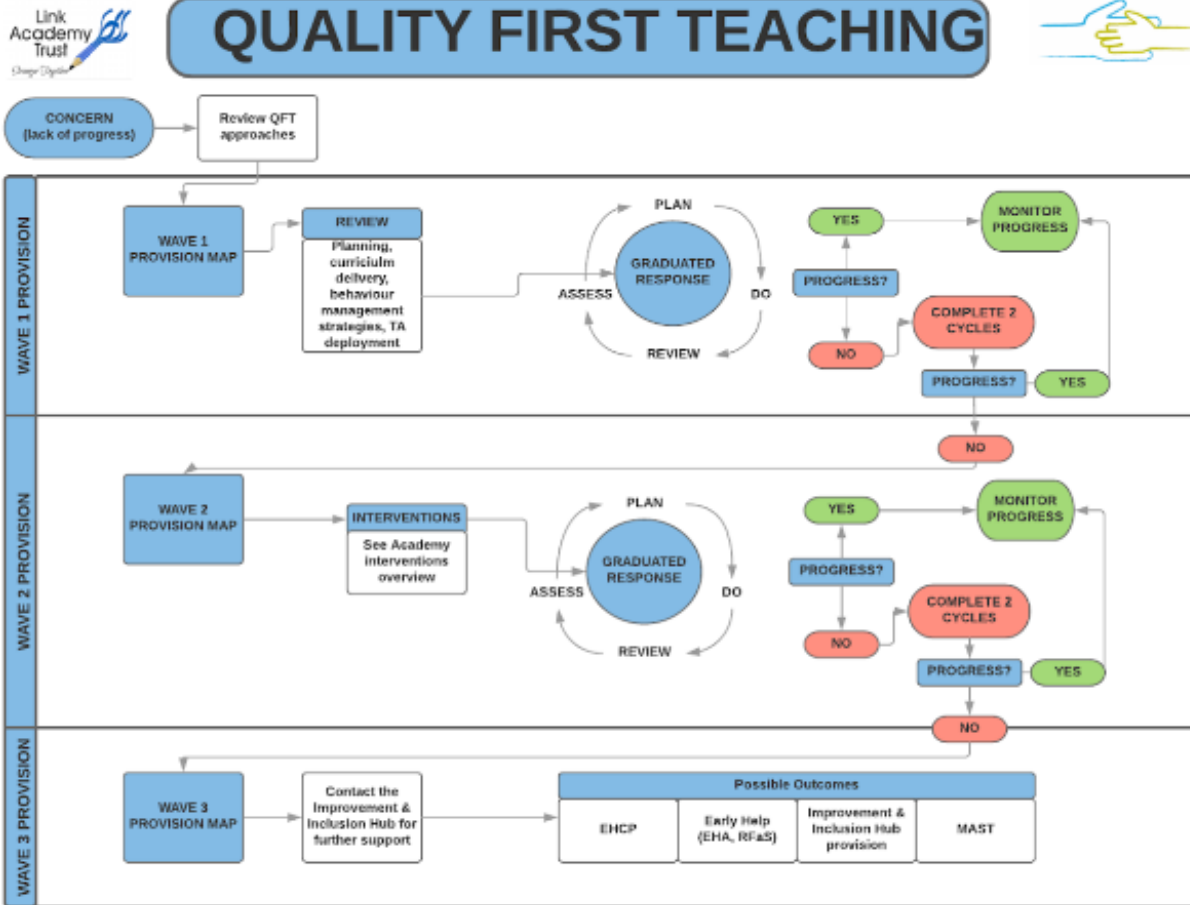 Link
Academy
Trust
Stronger Together
QUALITY FIRST TEACHING
CONCERN
(lack of progress)
Review QFT
approaches
WAVE 1 PROVISION
WAVE 1
PROVISION MAP
REVIEW
Planning,
curriciulm
delivery,
behaviour
management
strategies, TA
deployment
PLAN
GRADUATED
RESPONSE
ASSESS
DO
REVIEW
YES
PROGRESS?
NO
MONITOR
PROGRESS
COMPLETE 2
CYCLES
PROGRESS?
YES
NO
WAVE 2 PROVISION
WAVE 2
PROVISION MAP
INTERVENTIONS
See Academy
interventions
overview
PLAN
GRADUATED
RESPONSE
ASSESS
DO
REVIEW
YES
PROGRESS?
NO
MONITOR
PROGRESS
COMPLETE 2
CYCLES
PROGRESS?
YES
NO
WAVE 3 PROVISION
WAVE 3
PROVISION MAP
Contact the
Improvement &
Inclusion Hub for
further support
Possible Outcomes
EHCP
Early Help
(EHA, RFaS)
Improvement &
Inclusion Hub
provision
MAST